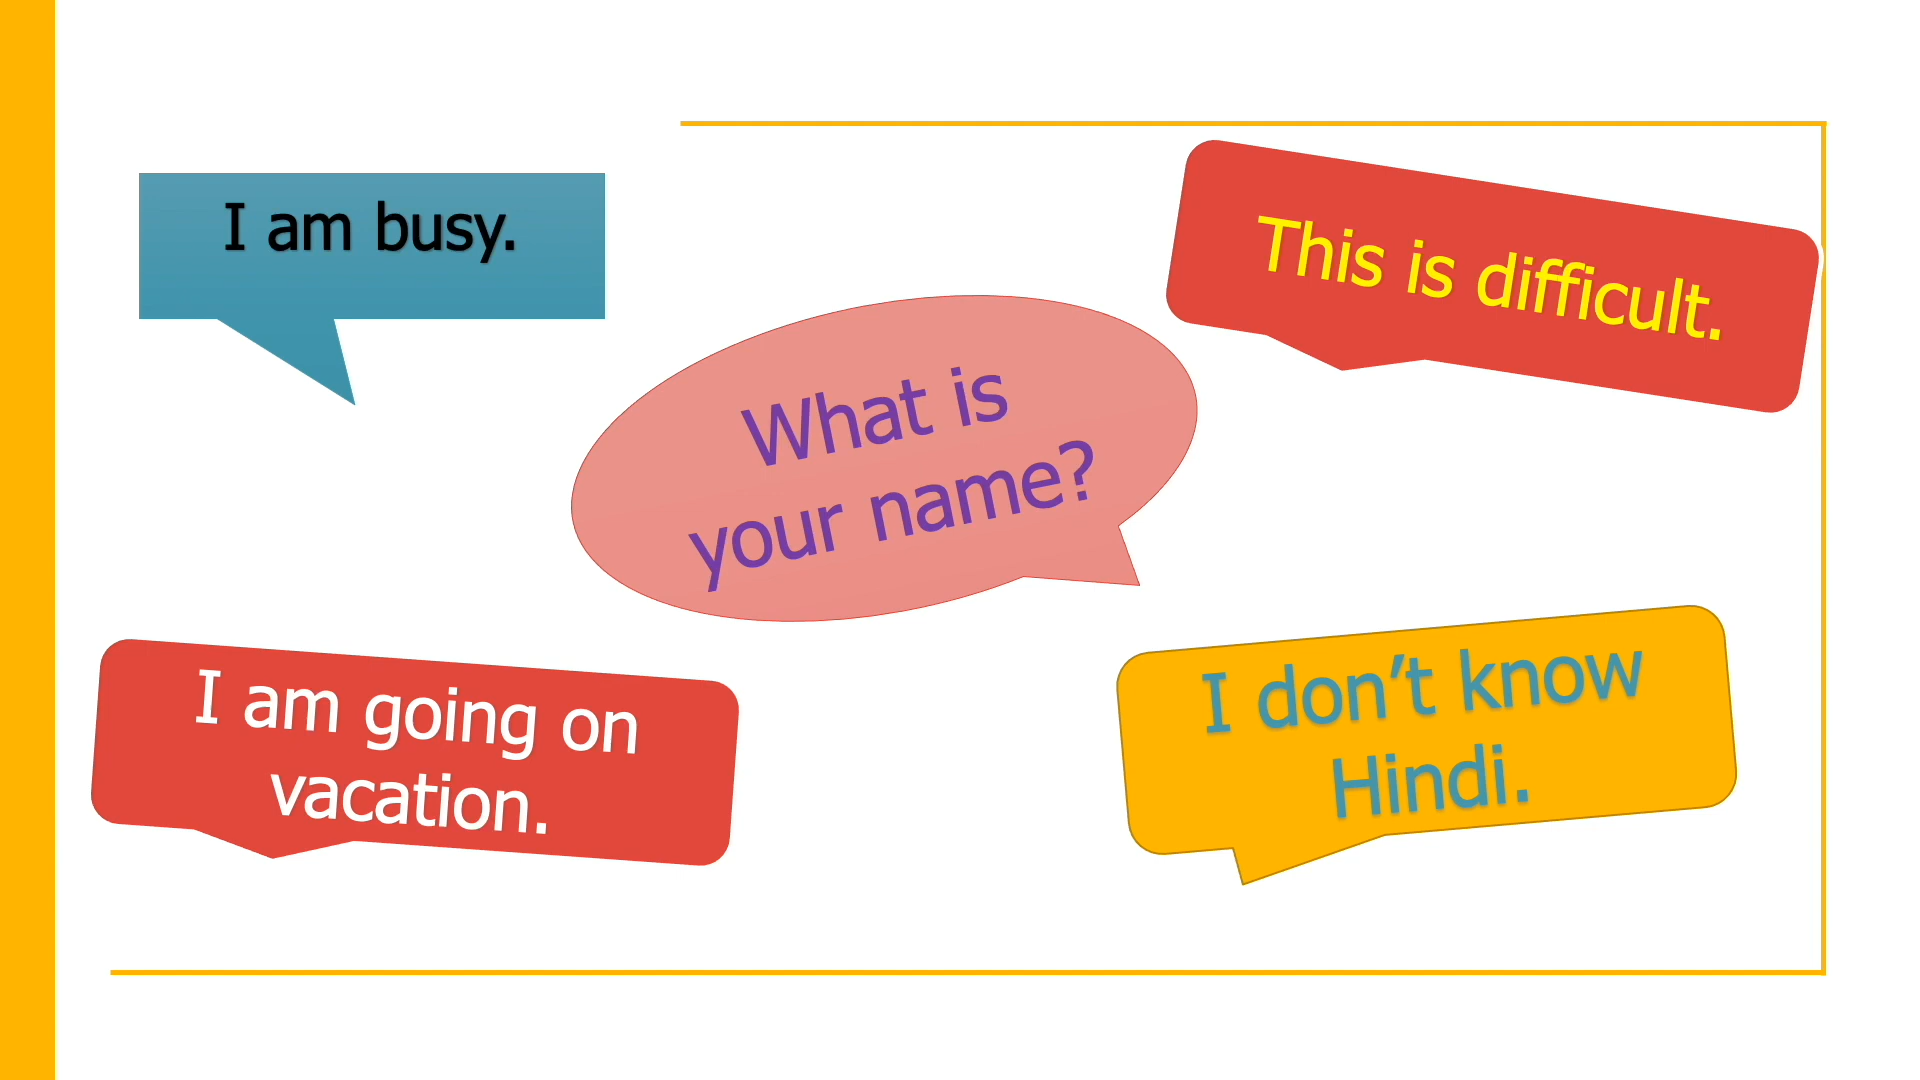 I am busy.
This is difficult.
What is
your name?
I am going on
vacation.
I don’t know
Hindi.